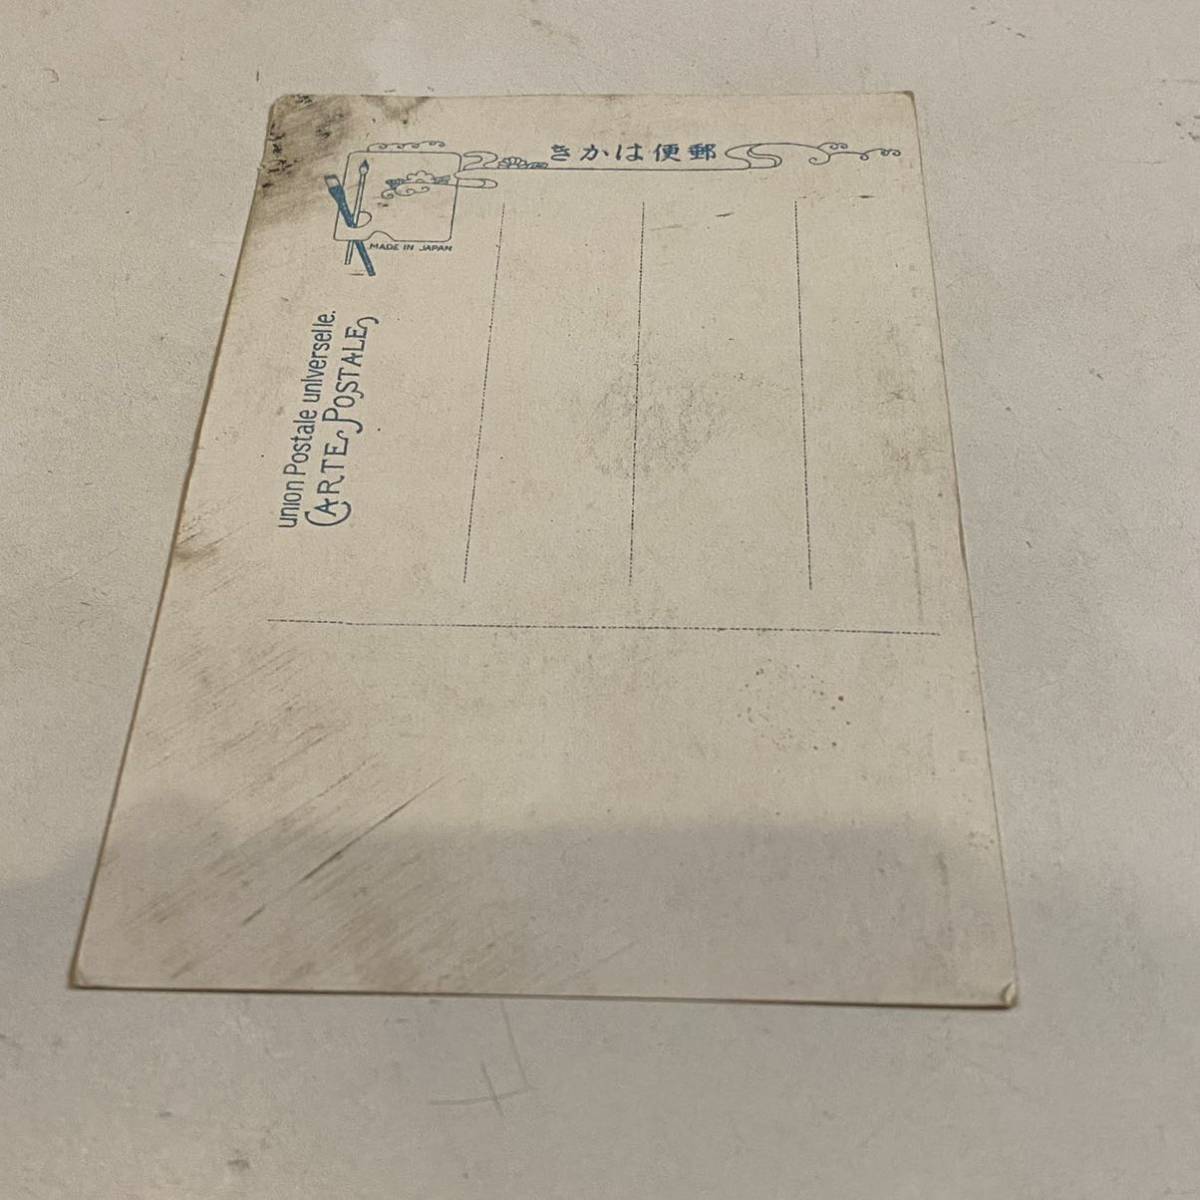 きかは便郵
MADE IN JAPAN
Union Postale universelle.
CARTE POSTALE